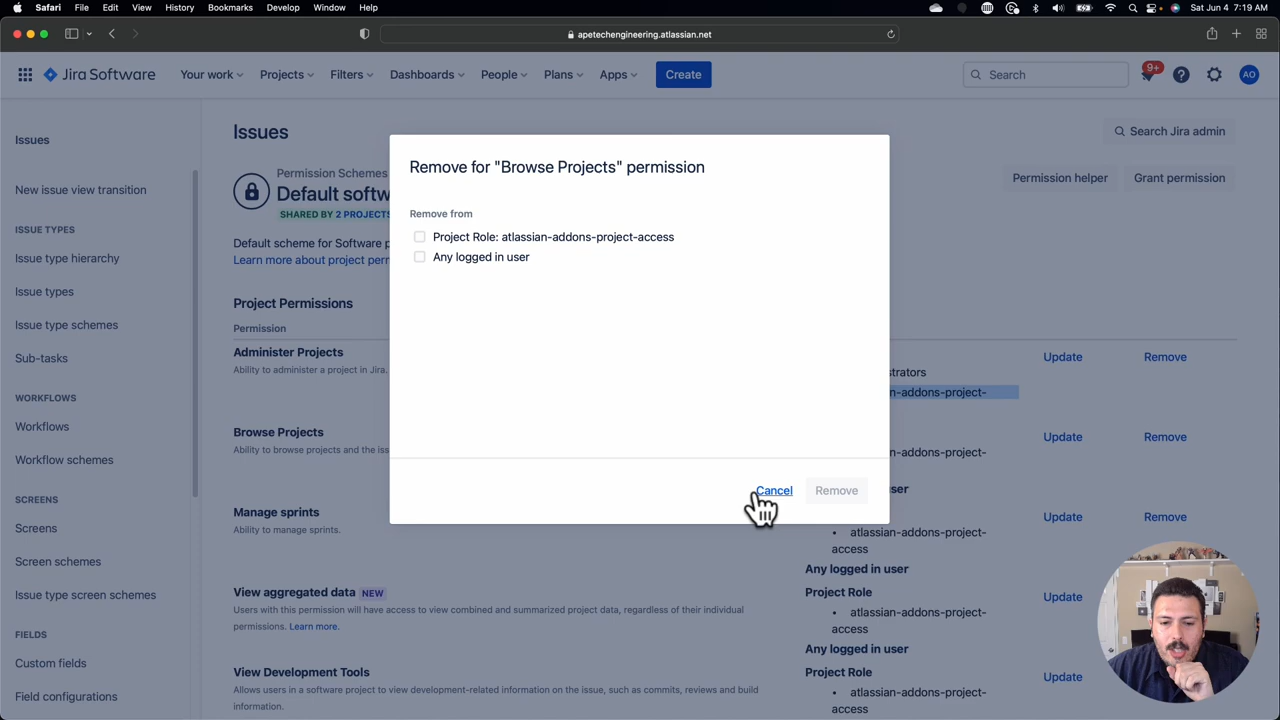 Safari File Edit View History Bookmarks Develop Window Help Sat Jun 4 7:19 AM
apetechengineering.atlassian.net
Jira Software Your work Projects Filters Dashboards People Plans Apps Create Search 9+ AO
Issues
New issue view transition
ISSUE TYPES
Issue type hierarchy
Issue types
Issue type schemes
Sub-tasks
WORKFLOWS
Workflows
Workflow schemes
SCREENS
Screens
Screen schemes
Issue type screen schemes
FIELDS
Custom fields
Field configurations
Issues
Search Jira admin
Permission Schemes
Default softw
SHARED BY 2 PROJECTS
Permission helper Grant permission
Default scheme for Software p
Learn more about project perr
Project Permissions
Permission
Administer Projects
Ability to administer a project in Jira.
strators
n-addons-project-
Update Remove
Browse Projects
Ability to browse projects and the iss
n-addons-project-
ser
Update Remove
Manage sprints
Ability to manage sprints.
• atlassian-addons-project-
access
Any logged in user
Update Remove
View aggregated data NEW
Users with this permission will have access to view combined and summarized project data, regardless of their individual
permissions. Learn more.
Project Role
• atlassian-addons-project-
access
Any logged in user
Update
View Development Tools
Allows users in a software project to view development-related information on the issue, such as commits, reviews and build
information.
Project Role
• atlassian-addons-project-
access
Update
Remove for "Browse Projects" permission
Remove from
Project Role: atlassian-addons-project-access
Any logged in user
Cancel Remove